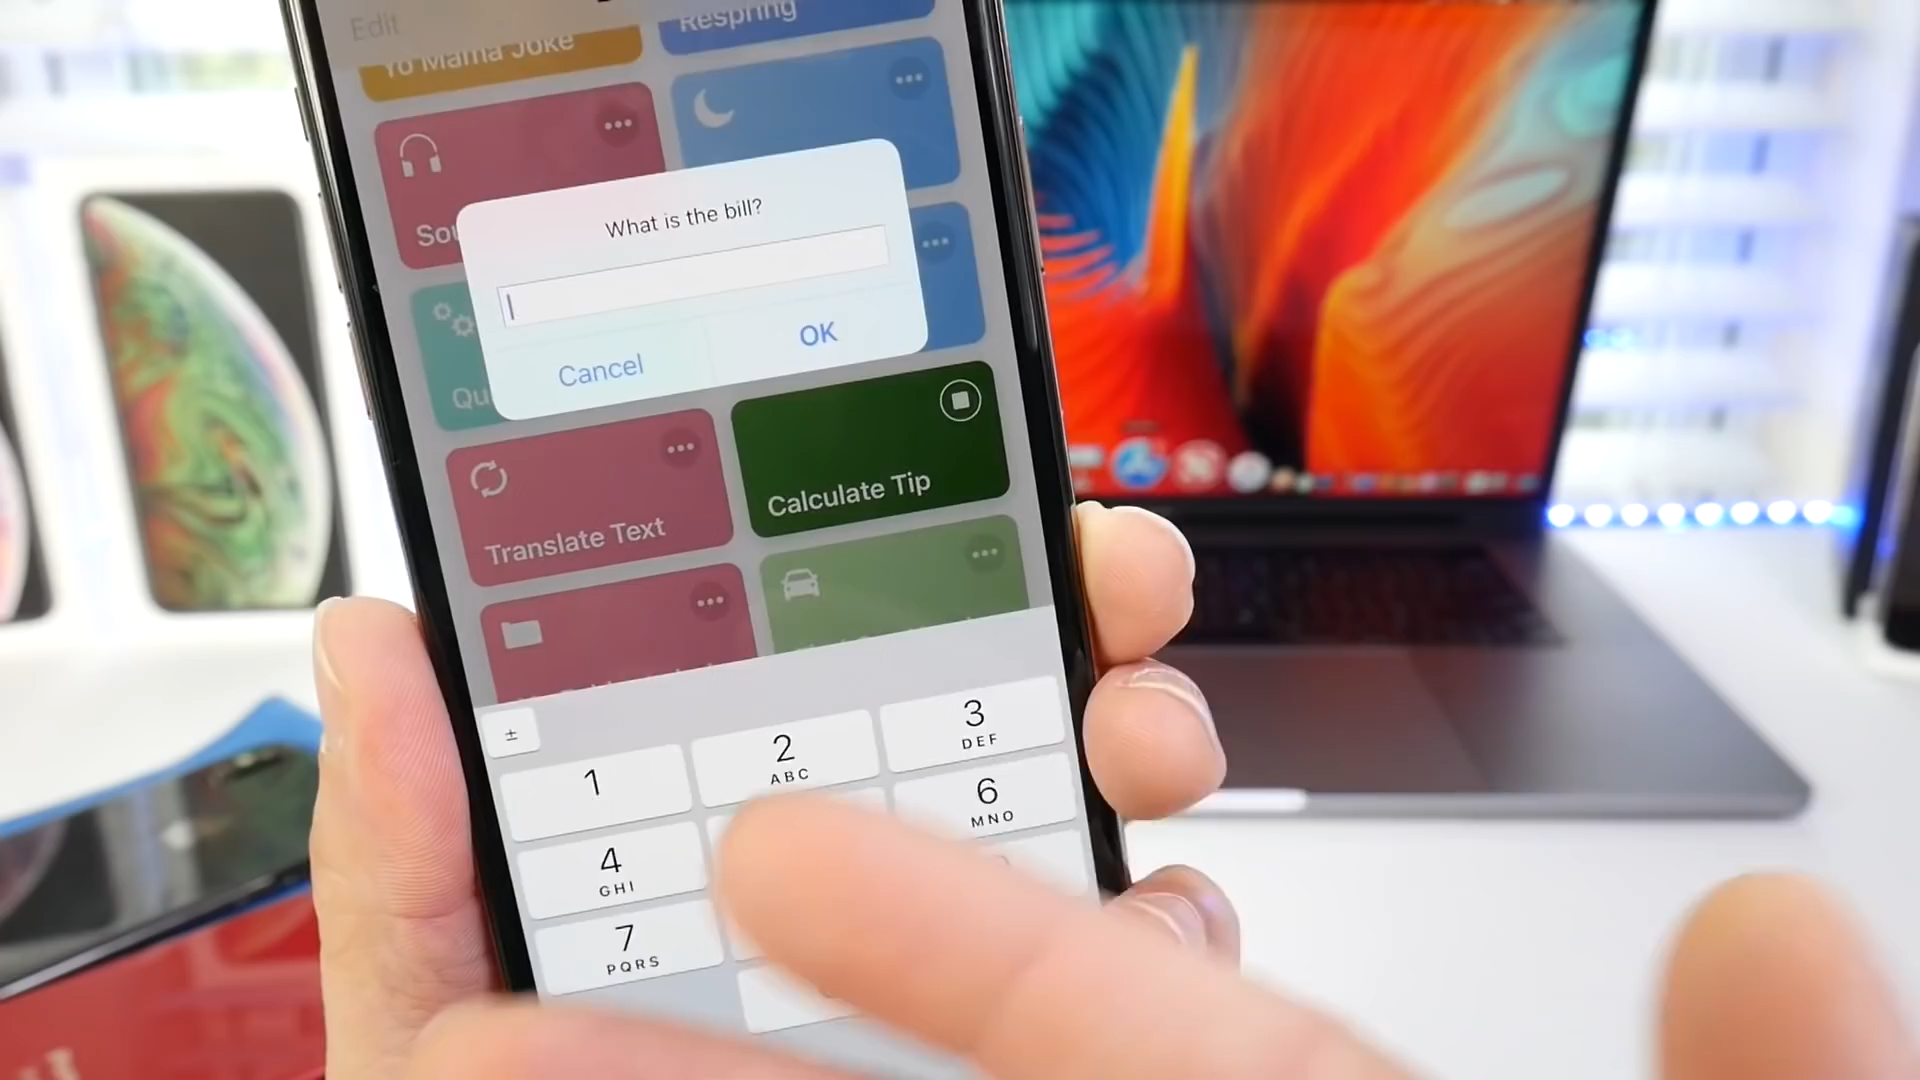 Edit
Yo Mama Joke
Respring
What is the bill?
Cancel
OK
Translate Text
Calculate Tip
±
1
2
ABC
3
DEF
4
GHI
6
MNO
7
PQRS